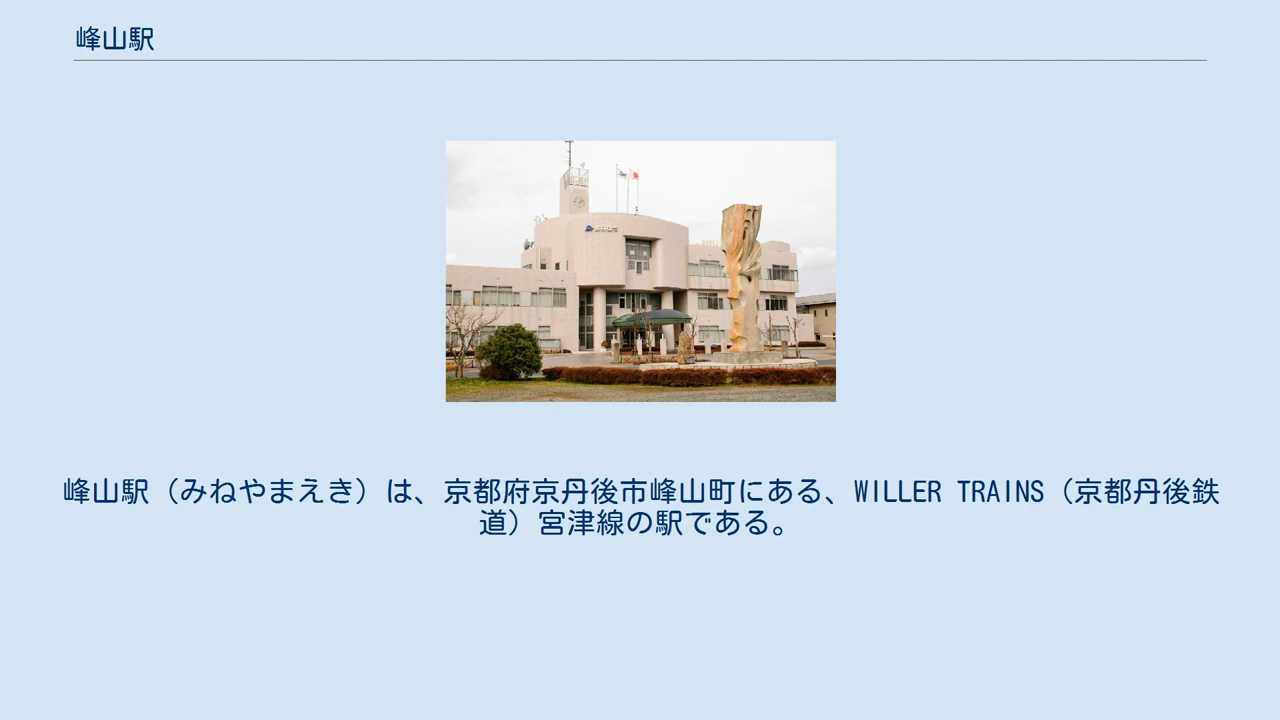 峰山駅
峰山駅（みねやまえき）は、京都府京丹後市峰山町にある、WILLER TRAINS（京都丹後鉄
道）宮津線の駅である。